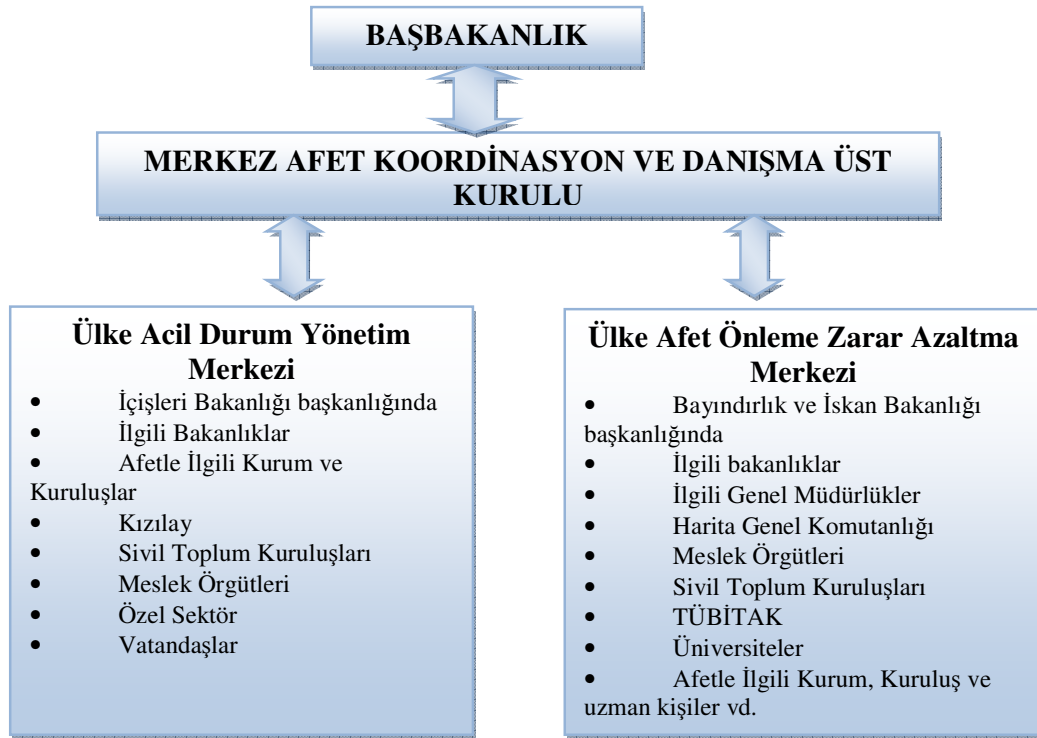 BAŞBAKANLIK
MERKEZ AFET KOORDİNASYON VE DANIŞMA ÜST
KURULU
Ülke Acil Durum Yönetim
Merkezi
• İçişleri Bakanlığı başkanlığında
• İlgili Bakanlıklar
• Afetle İlgili Kurum ve
Kuruluşlar
• Kızılay
• Sivil Toplum Kuruluşları
• Meslek Örgütleri
• Özel Sektör
• Vatandaşlar
Ülke Afet Önleme Zarar Azaltma
Merkezi
• Bayındırlık ve İskan Bakanlığı
başkanlığında
• İlgili bakanlıklar
• İlgili Genel Müdürlükler
• Harita Genel Komutanlığı
• Meslek Örgütleri
• Sivil Toplum Kuruluşları
• TÜBİTAK
• Üniversiteler
• Afetle İlgili Kurum, Kuruluş ve
uzman kişiler vd.